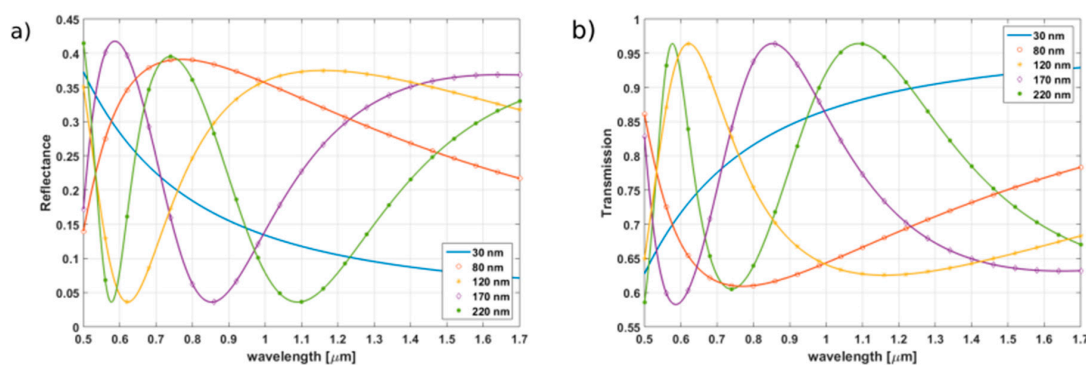 a)
Reflectance
0.45
0.4
0.35
0.3
0.25
0.2
0.15
0.1
0.05
0
0.5 0.6 0.7 0.8 0.9 1 1.1 1.2 1.3 1.4 1.5 1.6 1.7
wavelength [μm]
30 nm
80 nm
120 nm
170 nm
220 nm
b)
Transmission
1
0.95
0.9
0.85
0.8
0.75
0.7
0.65
0.6
0.55
0.5 0.6 0.7 0.8 0.9 1 1.1 1.2 1.3 1.4 1.5 1.6 1.7
wavelength [μm]
30 nm
80 nm
120 nm
170 nm
220 nm